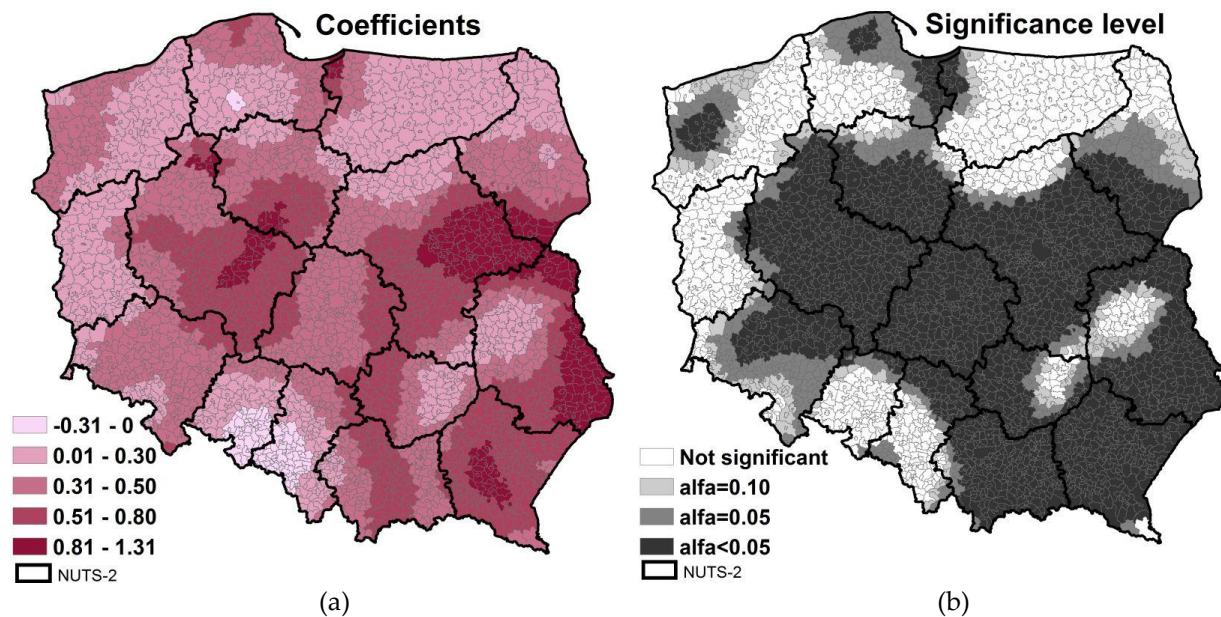 Coefficients
-0.31 - 0
0.01 - 0.30
0.31 - 0.50
0.51 - 0.80
0.81 - 1.31
NUTS-2
(a)
Significance level
Not significant
alfa=0.10
alfa=0.05
alfa<0.05
NUTS-2
(b)